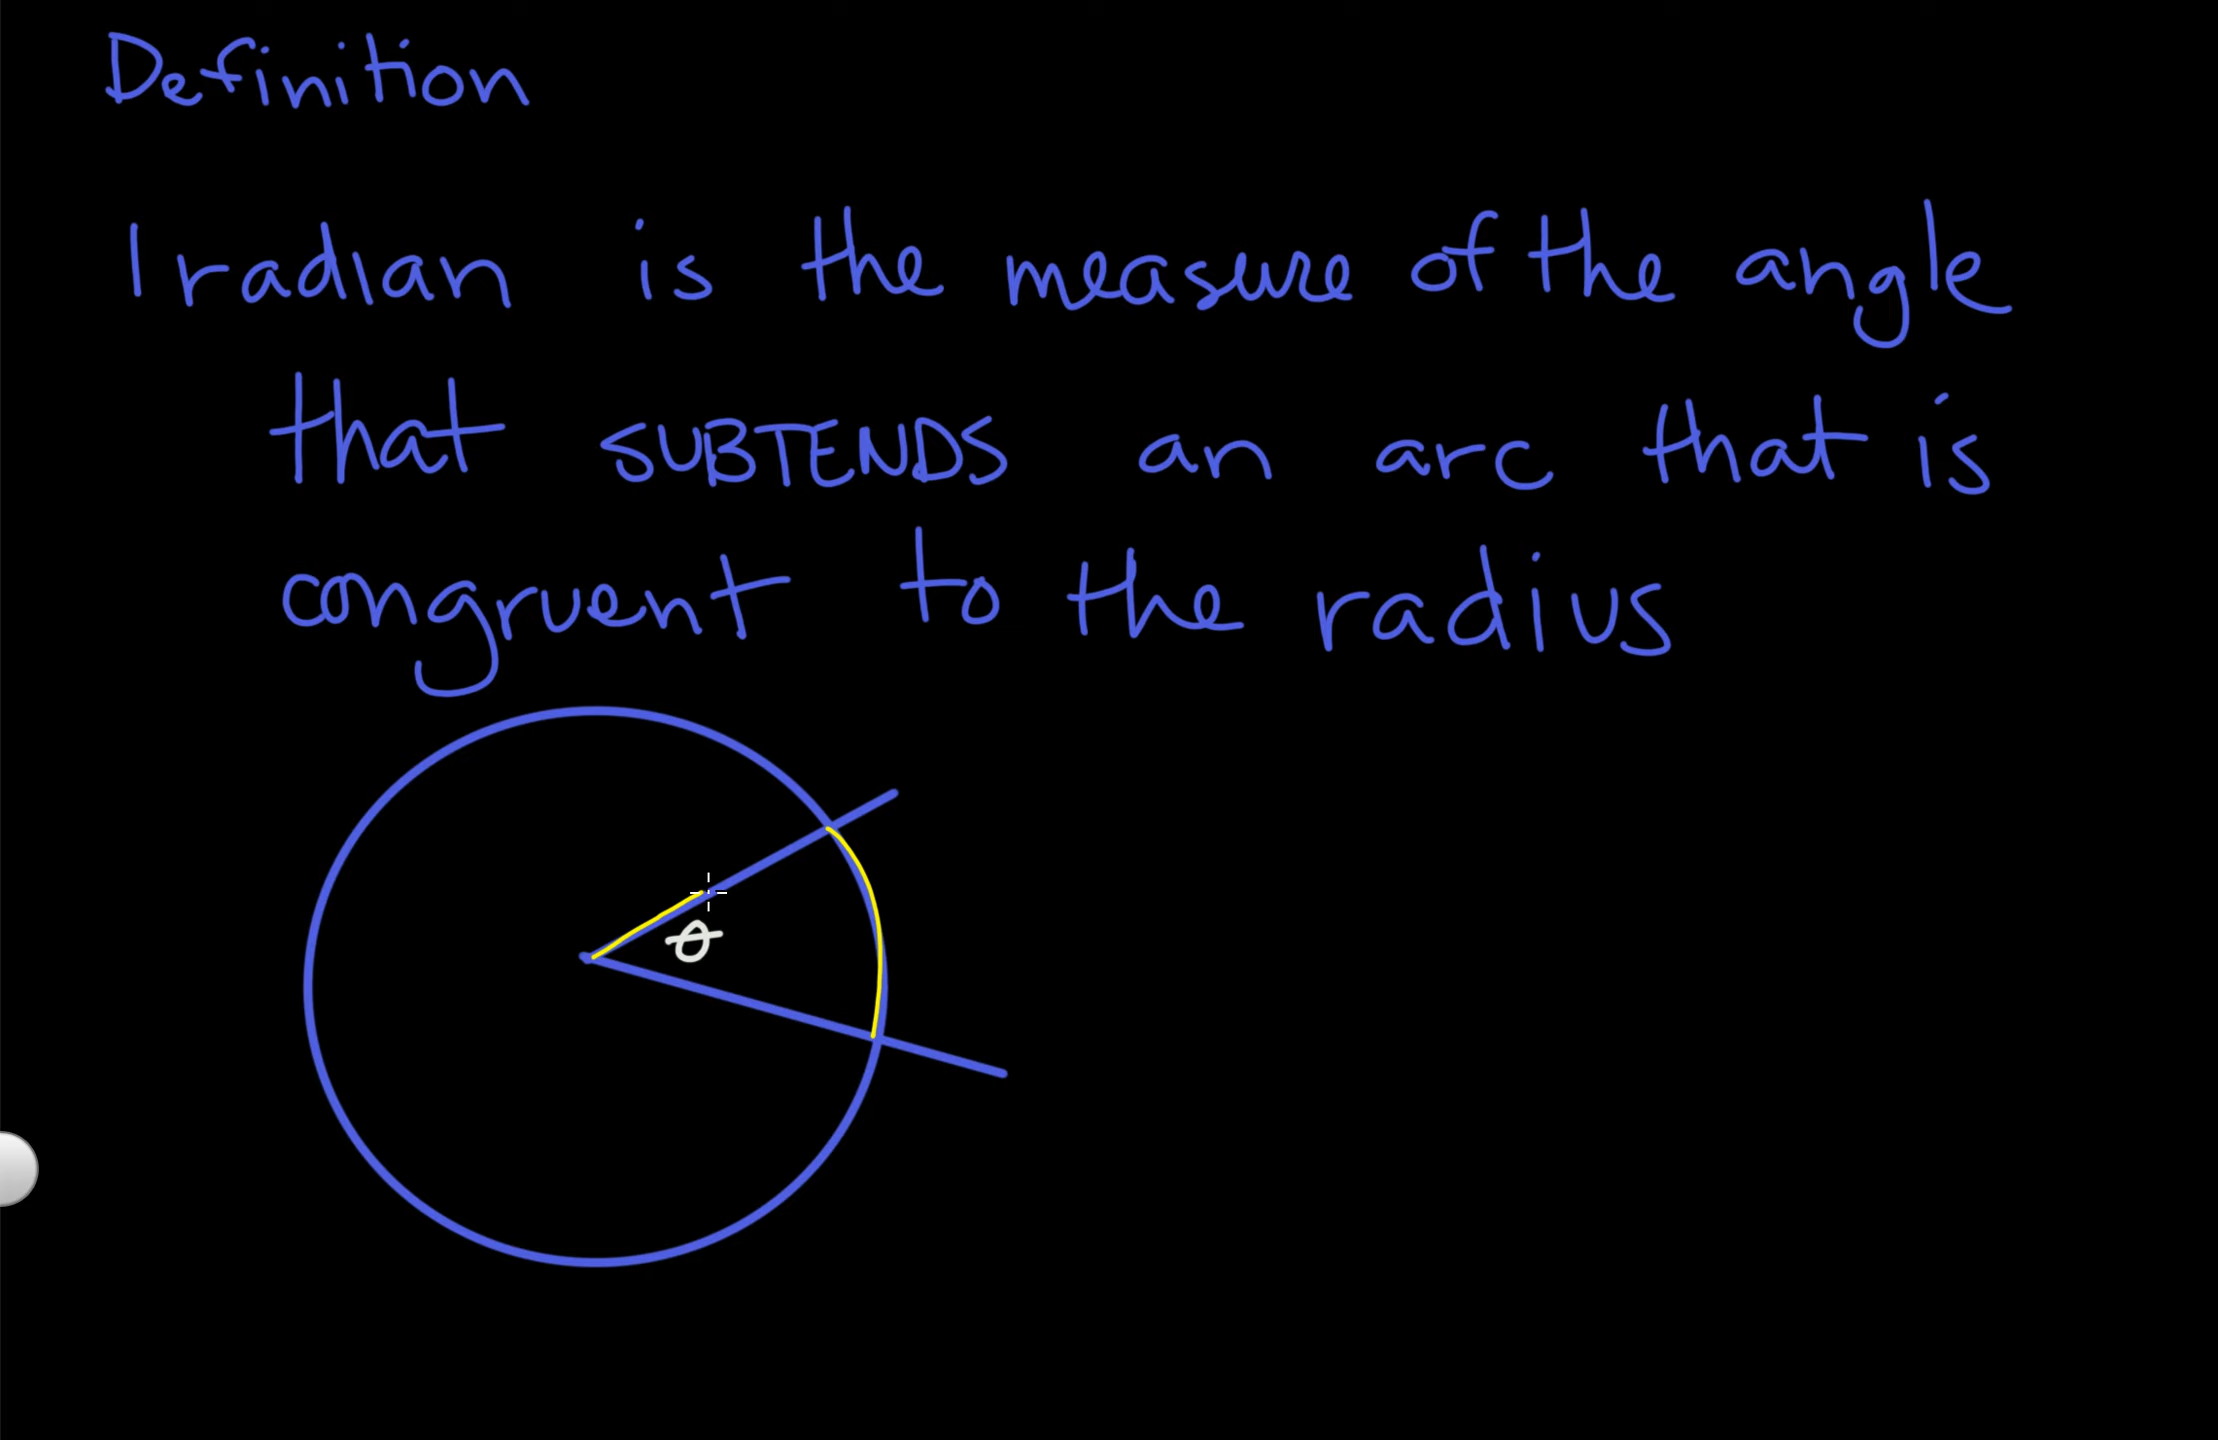 Definition
1 radian is the measure of the angle
that SUBTENDS an arc that is
congruent to the radius
θ